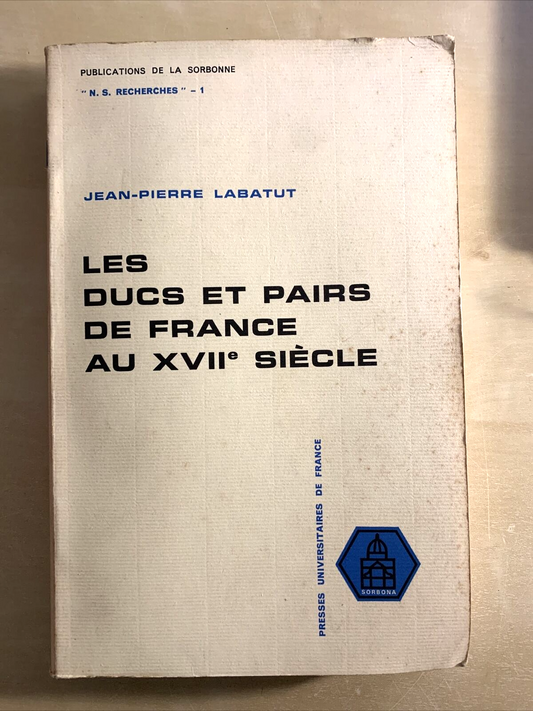 PUBLICATIONS DE LA SORBONNE
" N. S. RECHERCHES " – 1
JEAN-PIERRE LABATUT
LES
DUCS ET PAIRS
DE FRANCE
AU XVIIe SIÈCLE
PRESSES UNIVERSITAIRES DE FRANCE
SORBONA